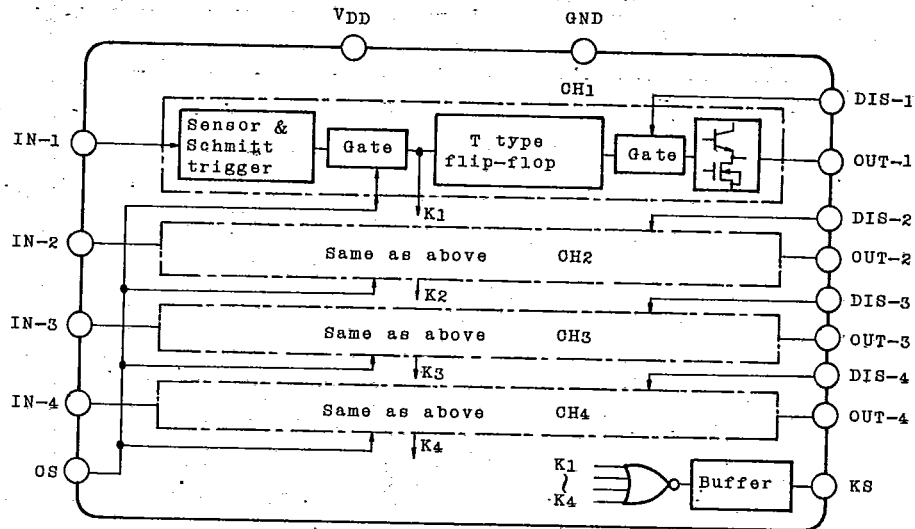 VDD
GND
CH1
DIS-1
IN-1
Sensor &
Schmitt
trigger
Gate
T type
flip-flop
Gate
OUT-1
K1
DIS-2
IN-2
Same as above
CH2
OUT-2
K2
DIS-3
IN-3
Same as above
CH3
OUT-3
K3
DIS-4
IN-4
Same as above
CH4
OUT-4
K4
OS
K1
~
K4
Buffer
KS